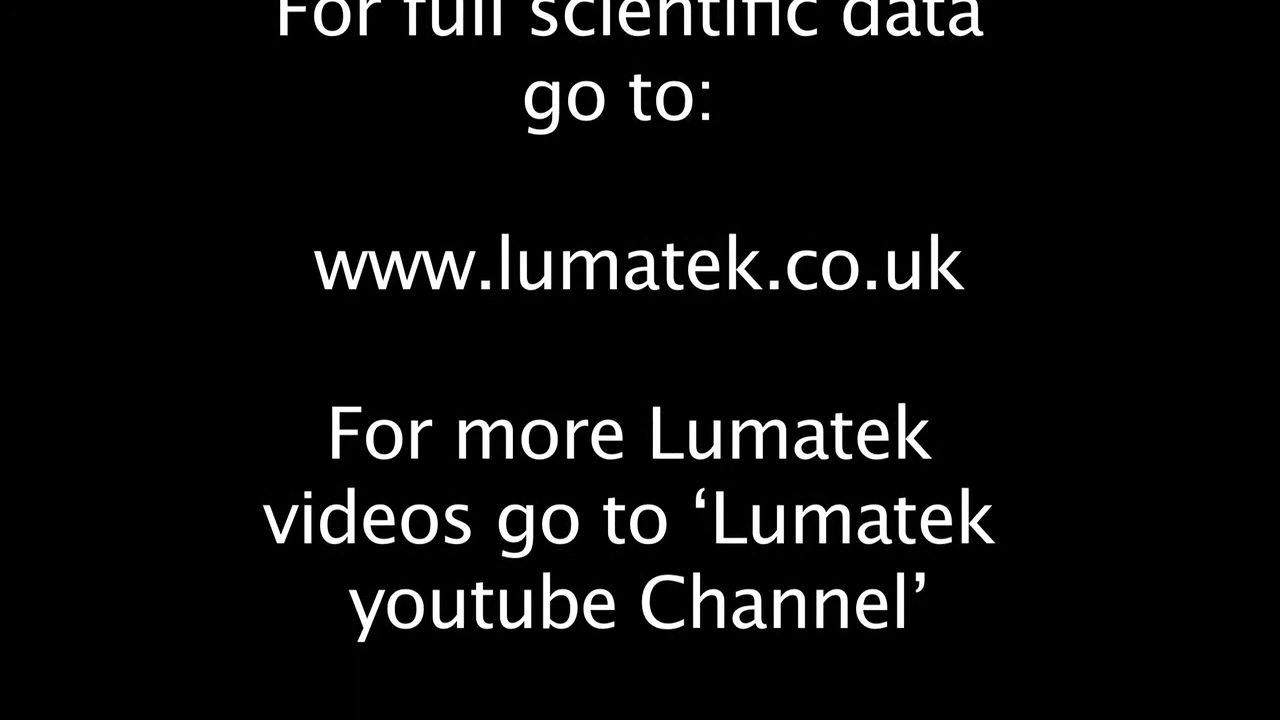 For full scientific data
go to:
www.lumatek.co.uk
For more Lumatek
videos go to ‘Lumatek
youtube Channel’